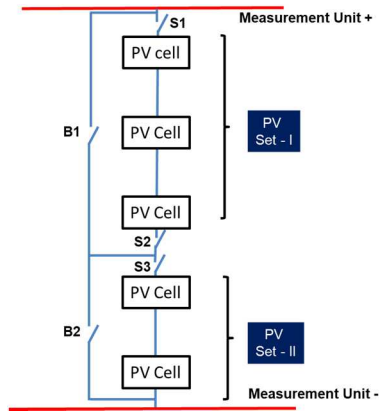 Measurement Unit +
S1
PV cell
B1
PV Cell
PV
Set - I
PV Cell
S2
S3
PV Cell
B2
PV
Set - II
PV Cell
Measurement Unit -